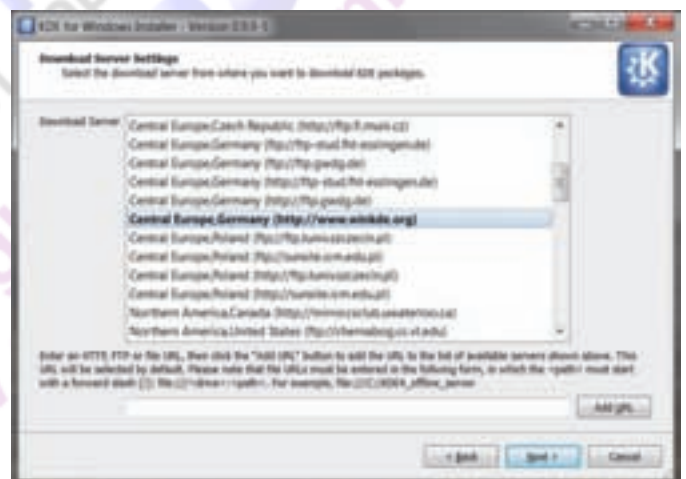 KDE for Windows Installer - Version
Download Server Settings
Select the download server from where you want to download KDE packages.
Download Server
Central Europe,Czech Republic (http://ftp.fi.muni.cz)
Central Europe,Germany (ftp://ftp-stud.fht-esslingen.de)
Central Europe,Germany (ftp://ftp.gwdg.de)
Central Europe,Germany (http://ftp-stud.fht-esslingen.de)
Central Europe,Germany (http://ftp.gwdg.de)
Central Europe,Germany (http://www.winkde.org)
Central Europe,Poland (ftp://ftp.tuniv.szczecin.pl)
Central Europe,Poland (ftp://sunsite.icm.edu.pl)
Central Europe,Poland (http://ftp.tuniv.szczecin.pl)
Central Europe,Poland (http://sunsite.icm.edu.pl)
Northern America,Canada (http://mirror.csclub.uwaterloo.ca)
Northern America,United States (ftp://chernabog.cc.vt.edu)
Enter an HTTP, FTP or file URL, then click the "Add URL" button to add the URL to the list of available servers shown above. This
URL will be selected by default. Please note that file URLs must be entered in the following form, in which the <path> must start
with a forward slash (/): file://<drive>:<path>. For example, file:///C:/KDE4_offline_server
Add URL
< Back
Next >
Cancel